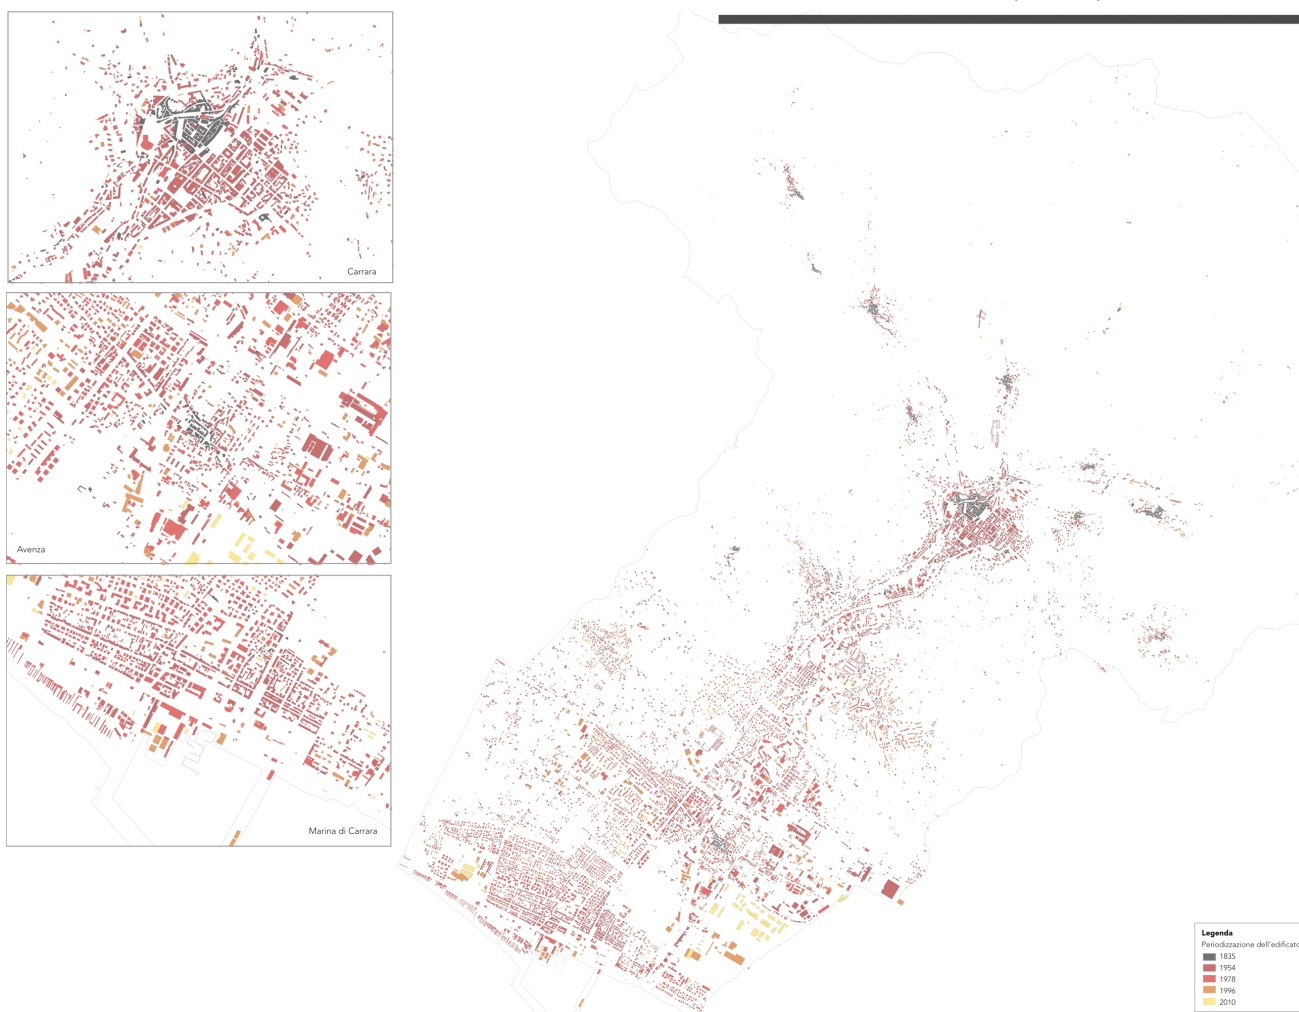 Carrara
Avenza
Marina di Carrara
Legenda
Periodizzazione dell'edificato
1835
1954
1978
1996
2010